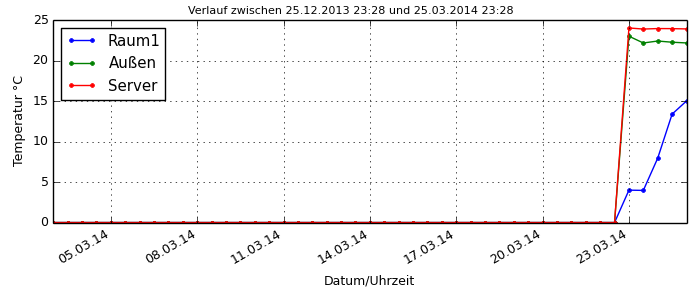 Verlauf zwischen 25.12.2013 23:28 und 25.03.2014 23:28
25
20
15
10
5
0
Temperatur °C
Raum1
Außen
Server
05.03.14
08.03.14
11.03.14
14.03.14
17.03.14
20.03.14
23.03.14
Datum/Uhrzeit